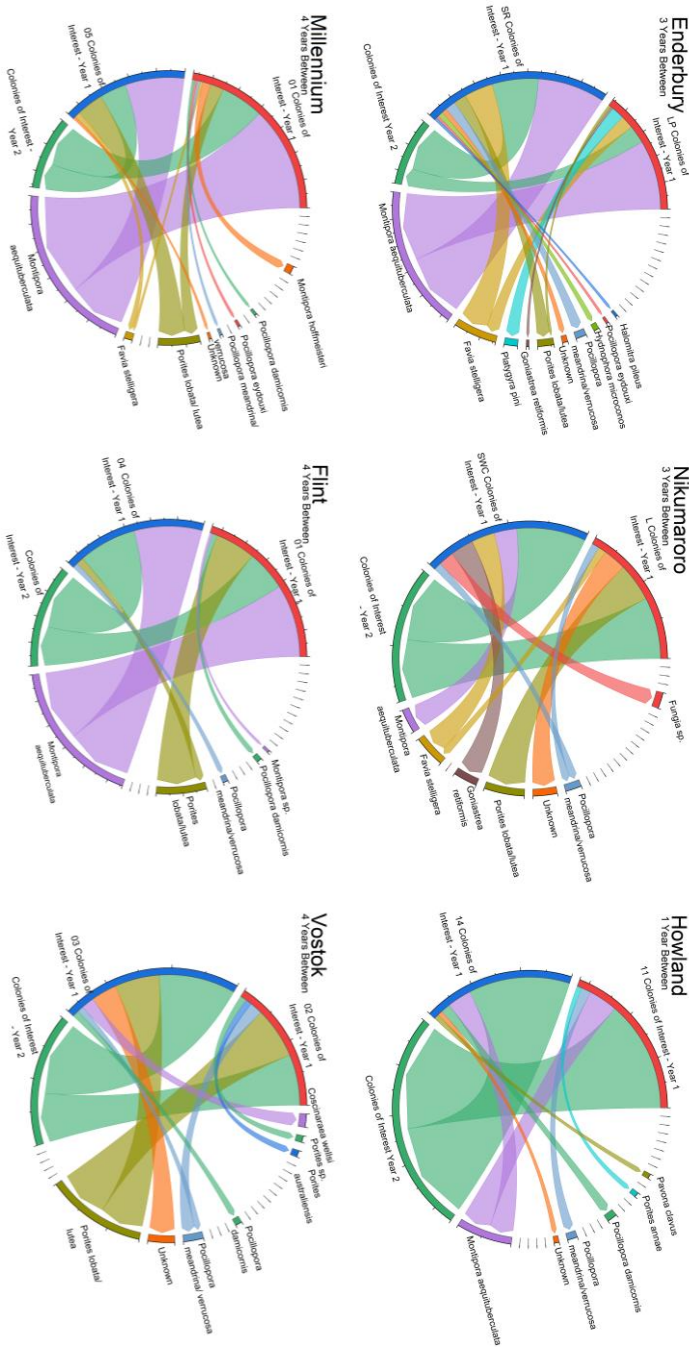 Enderbury
3 Years Between
LP Colonies of
Interest - Year 1
SR Colonies of
Interest - Year 1
Colonies of Interest Year 2
Montipora
aequituberculata
Favia stelligera
Platygyra pini
Goniastrea retiformis
Porites lobata/lutea
Unknown
Pocillopora
meandrina/verrucosa
Hydnophora microconos
Pocillopora eydouxi
Halomitra pileus
Nikumaroro
3 Years Between
L Colonies of
Interest - Year 1
SWC Colonies of
Interest - Year 1
Colonies of Interest
- Year 2
Montipora
aequituberculata
Favia stelligera
Goniastrea
retiformis
Porites lobata/lutea
Unknown
Pocillopora
meandrina/verrucosa
Fungia sp.
Howland
1 Year Between
11 Colonies of Interest - Year 1
14 Colonies of
Interest - Year 1
Colonies of Interest Year 2
Montipora aequituberculata
Unknown
Pocillopora
meandrina/verrucosa
Pocillopora damicornis
Porites annae
Pavona clavus
Millennium
4 Years Between
01 Colonies of
Interest - Year 1
05 Colonies of
Interest - Year 1
Colonies of Interest -
Year 2
Montipora
aequituberculata
Favia stelligera
Porites lobata/ lutea
Unknown
Pocillopora meandrina/
verrucosa
Pocillopora eydouxi
Pocillopora damicornis
Montipora hoffmeisteri
Flint
4 Years Between
01 Colonies of
Interest - Year 1
04 Colonies of
Interest - Year 1
Colonies of
Interest - Year 2
Montipora
aequituberculata
Porites
lobata/lutea
Pocillopora
meandrina/verrucosa
Pocillopora damicornis
Montipora sp.
Vostok
4 Years Between
02 Colonies of
Interest - Year 1
03 Colonies of
Interest - Year 1
Colonies of Interest
- Year 2
Porites lobata/
lutea
Unknown
Pocillopora
meandrina/ verrucosa
Pocillopora
damicornis
Porites
australiensis
Porites sp.
Coscinaraea wellsi